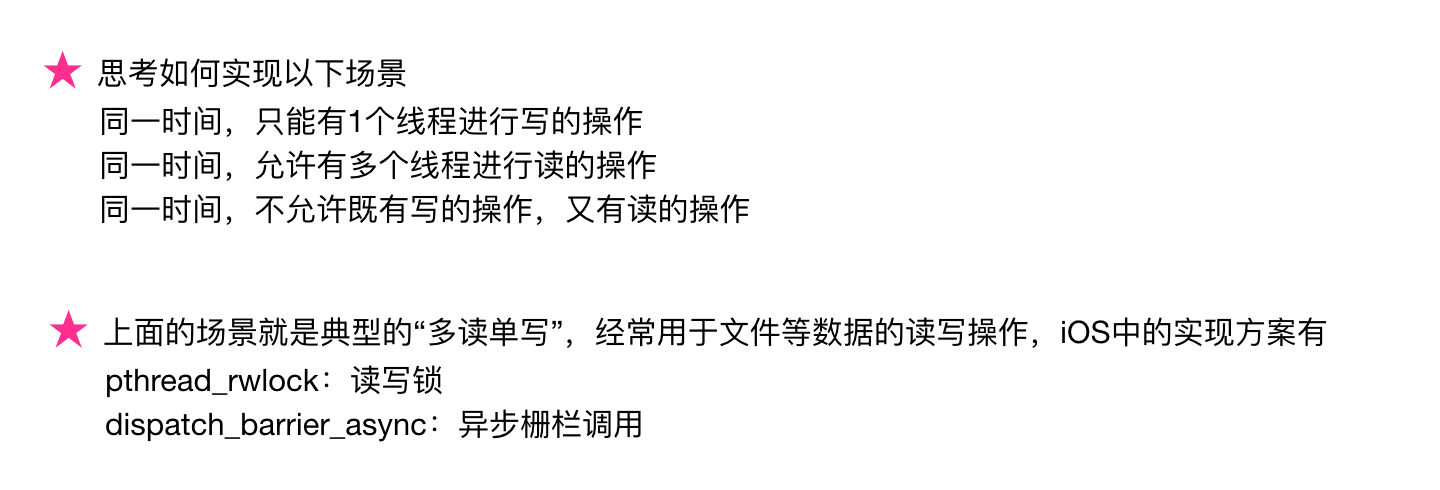 ★ 思考如何实现以下场景
同一时间，只能有1个线程进行写的操作
同一时间，允许有多个线程进行读的操作
同一时间，不允许既有写的操作，又有读的操作
★ 上面的场景就是典型的“多读单写”，经常用于文件等数据的读写操作，iOS中的实现方案有
pthread_rwlock：读写锁
dispatch_barrier_async：异步栅栏调用